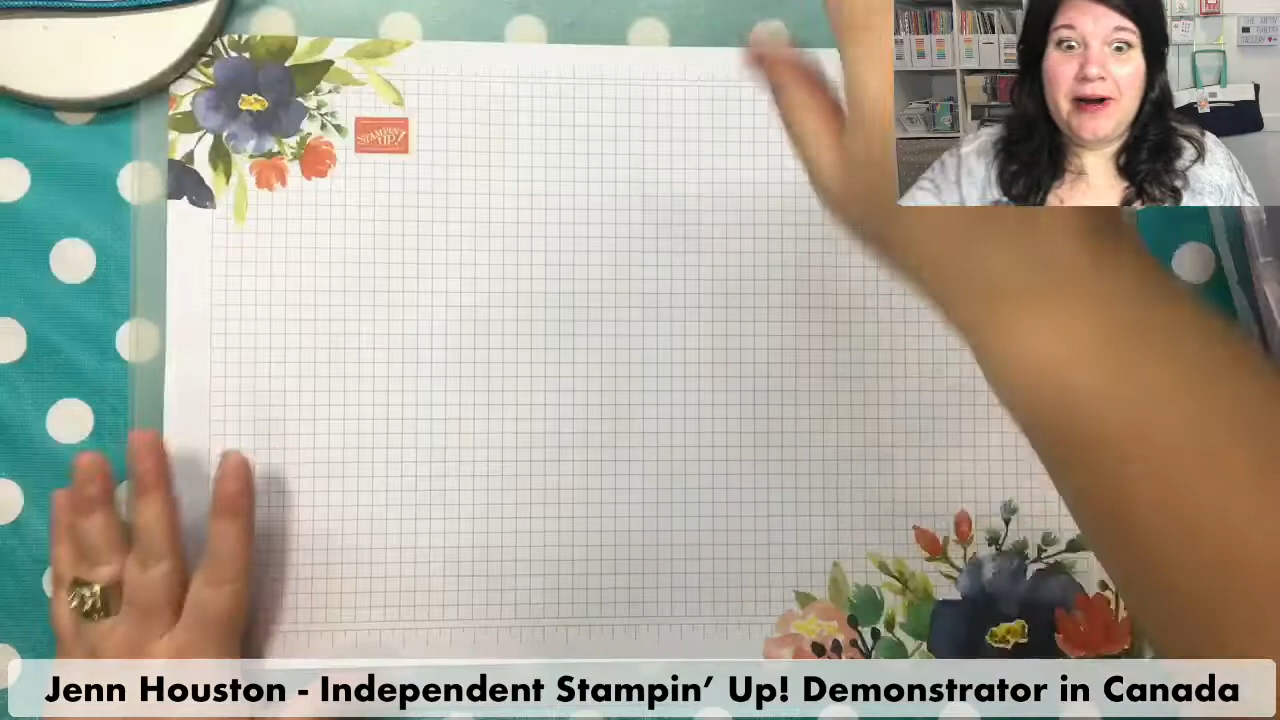 STAMPIN' UP!
Jenn Houston - Independent Stampin' Up! Demonstrator in Canada